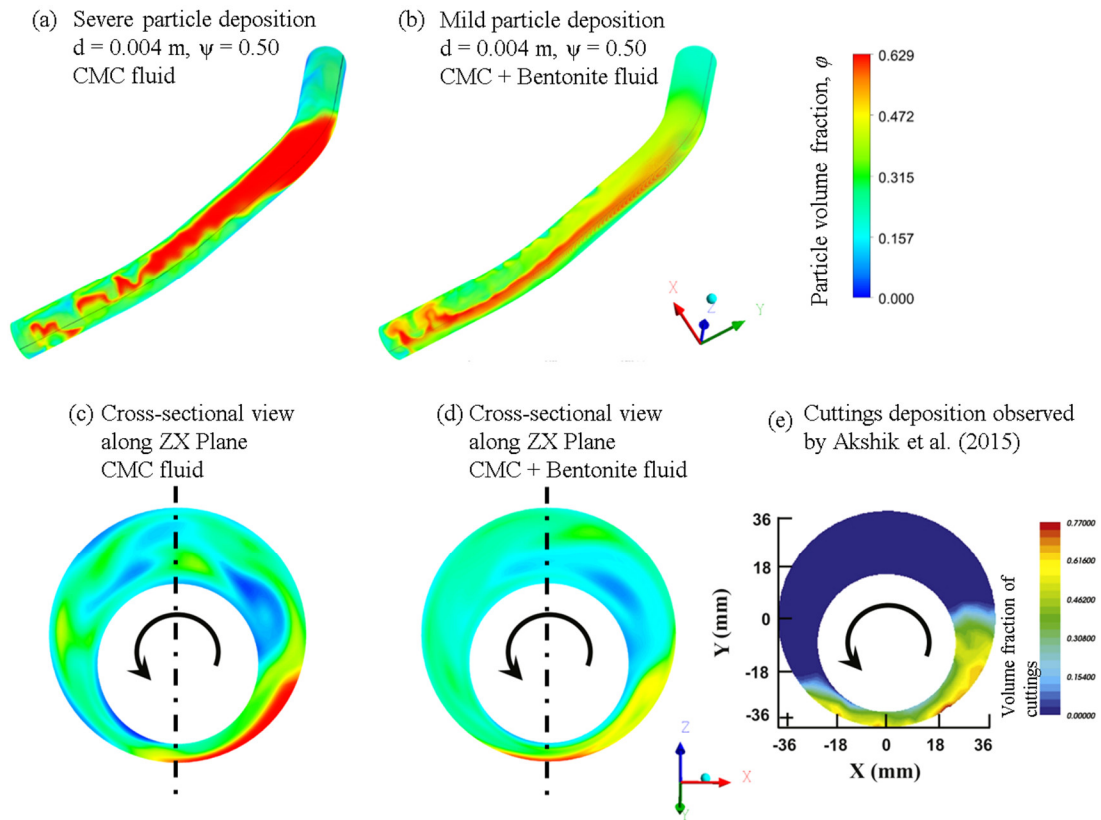 (a) Severe particle deposition
d = 0.004 m, ψ = 0.50
CMC fluid
(b) Mild particle deposition
d = 0.004 m, ψ = 0.50
CMC + Bentonite fluid
Particle volume fraction, φ
0.629
0.472
0.315
0.157
0.000
X
Z
Y
(c) Cross-sectional view
along ZX Plane
CMC fluid
(d) Cross-sectional view
along ZX Plane
CMC + Bentonite fluid
(e) Cuttings deposition observed
by Akshik et al. (2015)
Z
X
Y
Y (mm)
36
18
0
-18
-36
-36
-18
0
18
36
X (mm)
Volume fraction of
cuttings
0.77000
0.61600
0.46200
0.30800
0.15400
0.00000